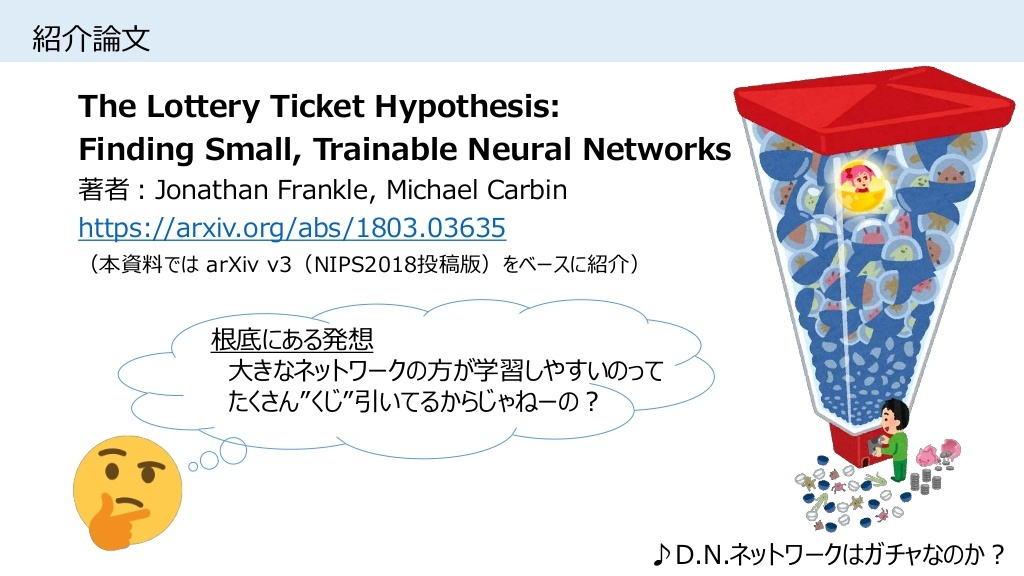 紹介論文
The Lottery Ticket Hypothesis:
Finding Small, Trainable Neural Networks
著者：Jonathan Frankle, Michael Carbin
https://arxiv.org/abs/1803.03635
（本資料では arXiv v3（NIPS2018投稿版）をベースに紹介）
根底にある発想
大きなネットワークの方が学習しやすいのって
たくさん”くじ”引いてるからじゃねーの？
♪D.N.ネットワークはガチャなのか？